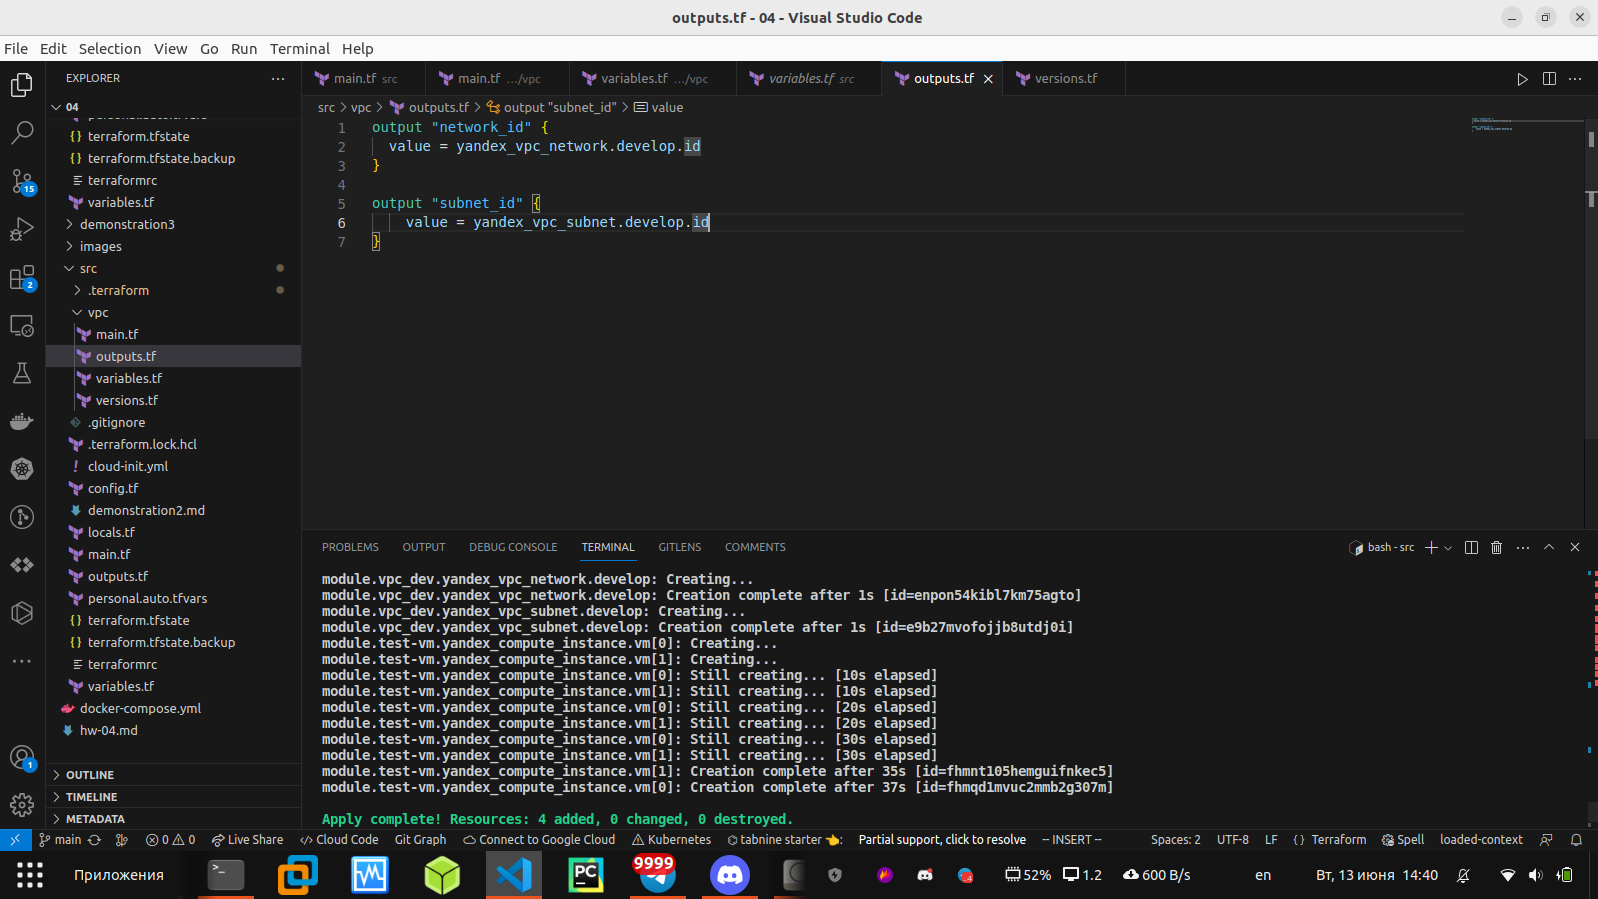 outputs.tf - 04 - Visual Studio Code
File Edit Selection View Go Run Terminal Help
EXPLORER
main.tf src
main.tf .../vpc
variables.tf .../vpc
variables.tf src
outputs.tf
versions.tf
04
src > vpc > outputs.tf > output "subnet_id" > value
terraform.tfstate
terraform.tfstate.backup
terraformrc
variables.tf
demonstration3
images
src
.terraform
vpc
main.tf
outputs.tf
variables.tf
versions.tf
.gitignore
.terraform.lock.hcl
cloud-init.yml
config.tf
demonstration2.md
locals.tf
main.tf
outputs.tf
personal.auto.tfvars
terraform.tfstate
terraform.tfstate.backup
terraformrc
variables.tf
docker-compose.yml
hw-04.md
OUTLINE
TIMELINE
METADATA
15
2
1
1 output "network_id" {
2 value = yandex_vpc_network.develop.id
3 }
4
5 output "subnet_id" {
6 value = yandex_vpc_subnet.develop.id
7 }
PROBLEMS OUTPUT DEBUG CONSOLE TERMINAL GITLENS COMMENTS
bash - src
module.vpc_dev.yandex_vpc_network.develop: Creating...
module.vpc_dev.yandex_vpc_network.develop: Creation complete after 1s [id=enpon54kibl7km75agto]
module.vpc_dev.yandex_vpc_subnet.develop: Creating...
module.vpc_dev.yandex_vpc_subnet.develop: Creation complete after 1s [id=e9b27mvofojjb8utdj0i]
module.test-vm.yandex_compute_instance.vm[0]: Creating...
module.test-vm.yandex_compute_instance.vm[1]: Creating...
module.test-vm.yandex_compute_instance.vm[0]: Still creating... [10s elapsed]
module.test-vm.yandex_compute_instance.vm[1]: Still creating... [10s elapsed]
module.test-vm.yandex_compute_instance.vm[0]: Still creating... [20s elapsed]
module.test-vm.yandex_compute_instance.vm[1]: Still creating... [20s elapsed]
module.test-vm.yandex_compute_instance.vm[0]: Still creating... [30s elapsed]
module.test-vm.yandex_compute_instance.vm[1]: Still creating... [30s elapsed]
module.test-vm.yandex_compute_instance.vm[1]: Creation complete after 35s [id=fhmnt105hemguifnkec5]
module.test-vm.yandex_compute_instance.vm[0]: Creation complete after 37s [id=fhmqd1mvuc2mmb2g307m]
Apply complete! Resources: 4 added, 0 changed, 0 destroyed.
main 0 0 Live Share Cloud Code Git Graph Connect to Google Cloud Kubernetes tabnine starter Partial support, click to resolve -- INSERT -- Spaces: 2 UTF-8 LF Terraform Spell loaded-context
Приложения PC 9999 52% 1.2 600 B/s en Вт, 13 июня 14:40